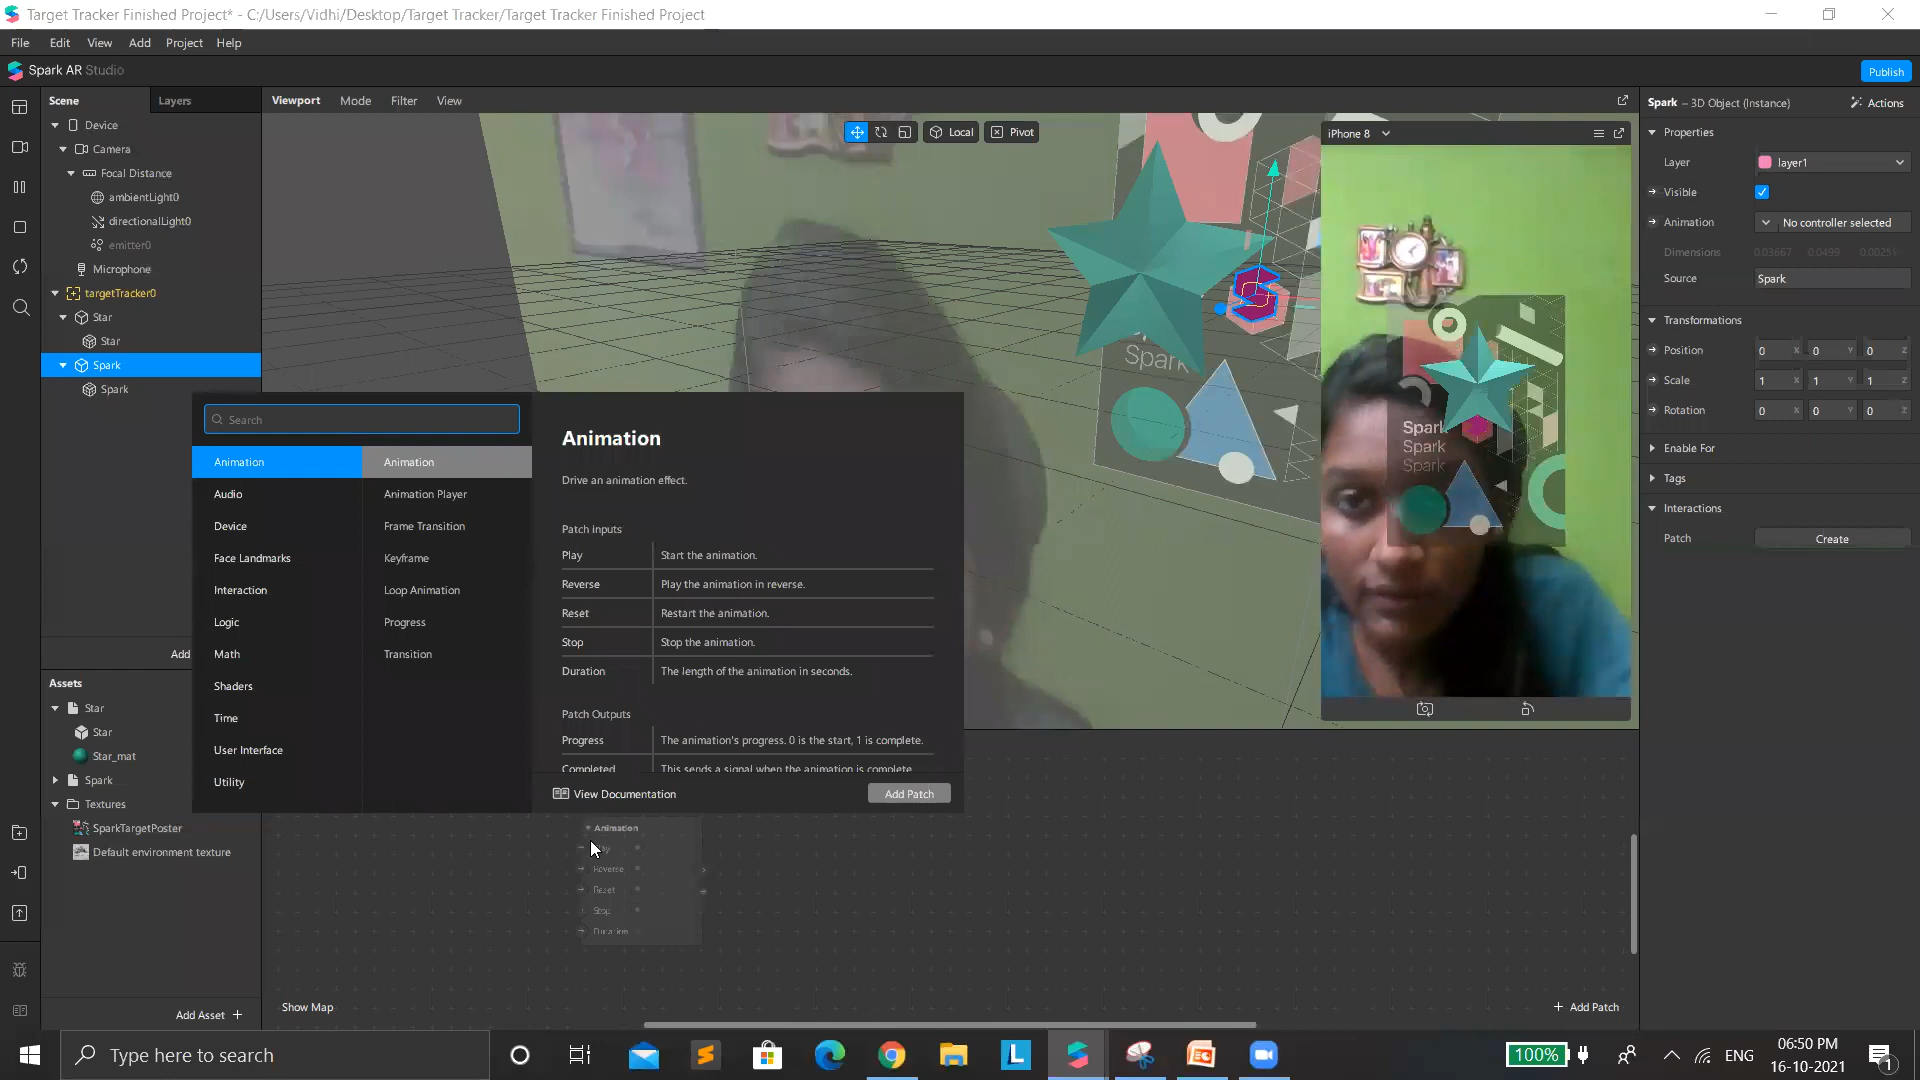 Target Tracker Finished Project* - C:/Users/Vidhi/Desktop/Target Tracker/Target Tracker Finished Project
File Edit View Add Project Help
Spark AR Studio
Publish
Scene Layers
Viewport Mode Filter View
Spark – 3D Object (Instance) Actions
Device
Camera
Focal Distance
ambientLight0
directionalLight0
emitter0
Microphone
targetTracker0
Star
Star
Spark
Spark
Local Pivot
iPhone 8
Spark
Spark
Spark
Spark
Properties
Layer layer1
Visible
Animation No controller selected
Dimensions 0.03667 0.0499
Source Spark
Transformations
Position 0 X 0 Y 0 Z
Scale 1 X 1 Y 1 Z
Rotation 0 X 0 Y 0 Z
Enable For
Tags
Interactions
Patch Create
Search
Animation
Audio
Device
Face Landmarks
Interaction
Logic
Math
Shaders
Time
User Interface
Utility
Animation
Animation Player
Frame Transition
Keyframe
Loop Animation
Progress
Transition
Animation
Drive an animation effect.
Patch Inputs
Play Start the animation.
Reverse Play the animation in reverse.
Reset Restart the animation.
Stop Stop the animation.
Duration The length of the animation in seconds.
Patch Outputs
Progress The animation's progress. 0 is the start, 1 is complete.
Completed This sends a signal when the animation is complete
View Documentation Add Patch
Add
Assets
Star
Star
Star_mat
Spark
Textures
SparkTargetPoster
Default environment texture
Add Asset +
Animation
Reverse
Reset
Stop
Duration
Show Map
+ Add Patch
Type here to search
100%
ENG
06:50 PM
16-10-2021
1